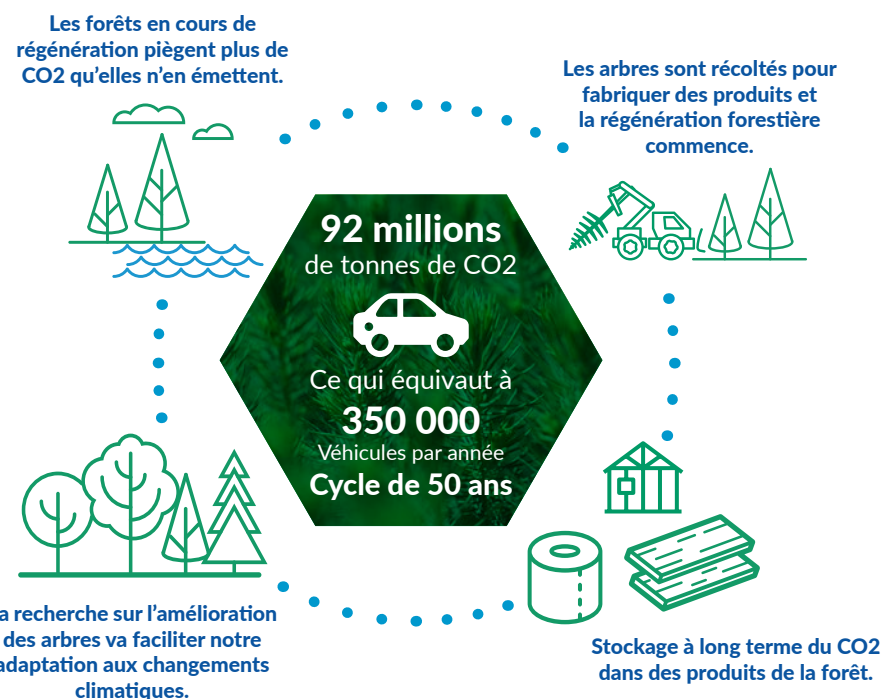 Les forêts en cours de
régénération piègent plus de
CO2 qu'elles n'en émettent.
Les arbres sont récoltés pour
fabriquer des produits et
la régénération forestière
commence.
92 millions
de tonnes de CO2
Ce qui équivaut à
350 000
Véhicules par année
Cycle de 50 ans
a recherche sur l'amélioration
des arbres va faciliter notre
adaptation aux changements
climatiques.
Stockage à long terme du CO2
dans des produits de la forêt.